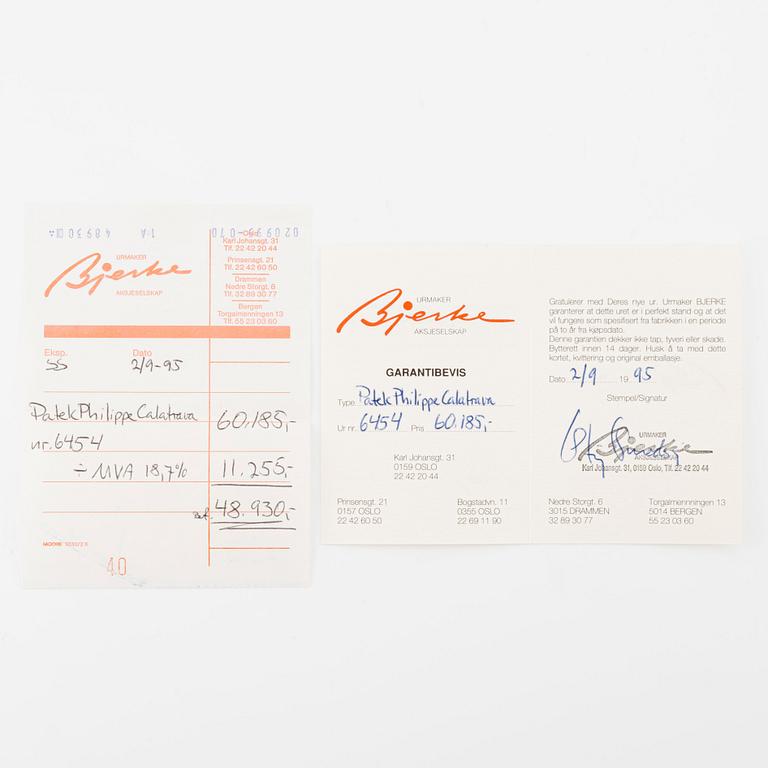 020995-070 1A 48930.00
Oslo
Karl Johansgt. 31
Tlf. 22 42 20 44
Prinsensgt. 21
Tlf. 22 42 60 50
Drammen
Nedre Storgt. 6
Tlf. 32 89 30 77
Bergen
Torgalmenningen 13
Tlf. 55 23 03 60
URMAKER
Bjerke
AKSJESELSKAP
Eksp. Dato
SS 2/9-95
Patek Philippe Calatrava 60.185,-
nr. 6454
÷ MVA 18,7% 11.255,-
48.930,-
MOORE
40
URMAKER
Bjerke
AKSJESELSKAP
GARANTIBEVIS
Type Patek Philippe Calatrava
Ur nr. 6454 Pris 60.185,-
Karl Johansgt. 31
0159 OSLO
22 42 20 44
Prinsensgt. 21
0157 OSLO
22 42 60 50
Bogstadvn. 11
0355 OSLO
22 69 11 90
Gratulerer med Deres nye ur. Urmaker BJERKE
garanterer at dette uret er i perfekt stand og at det
vil fungere som spesifisert fra fabrikken i en periode
på to år fra kjøpsdato.
Denne garantien dekker ikke tap, tyveri eller skade.
Bytterett innen 14 dager. Husk å ta med dette
kortet, kvittering og original emballasje.
Dato 2/9 19 95
Stempel/Signatur
URMAKER
Bjerke
AKSJESELSKAP
Karl Johansgt. 31, 0159 Oslo, Tlf. 22 42 20 44
Nedre Storgt. 6
3015 DRAMMEN
32 89 30 77
Torgalmenningen 13
5014 BERGEN
55 23 03 60